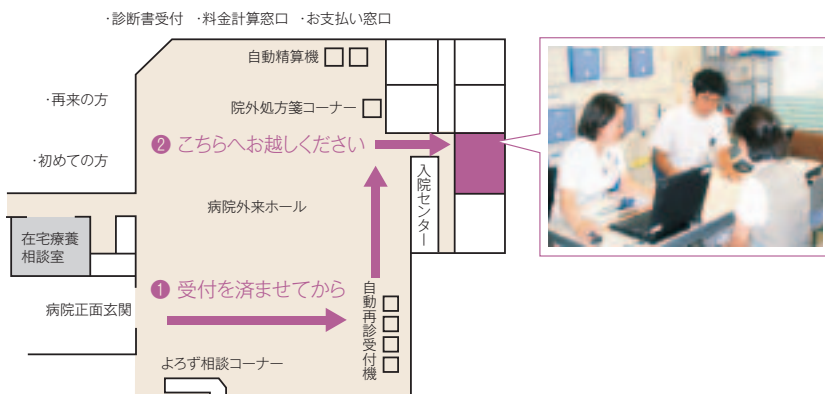 ・診断書受付 ・料金計算窓口 ・お支払い窓口
自動精算機
・再来の方
院外処方箋コーナー
❷ こちらへお越しください
・初めての方
入院センター
病院外来ホール
在宅療養
相談室
❶ 受付を済ませてから
病院正面玄関
自動再診受付機
よろず相談コーナー